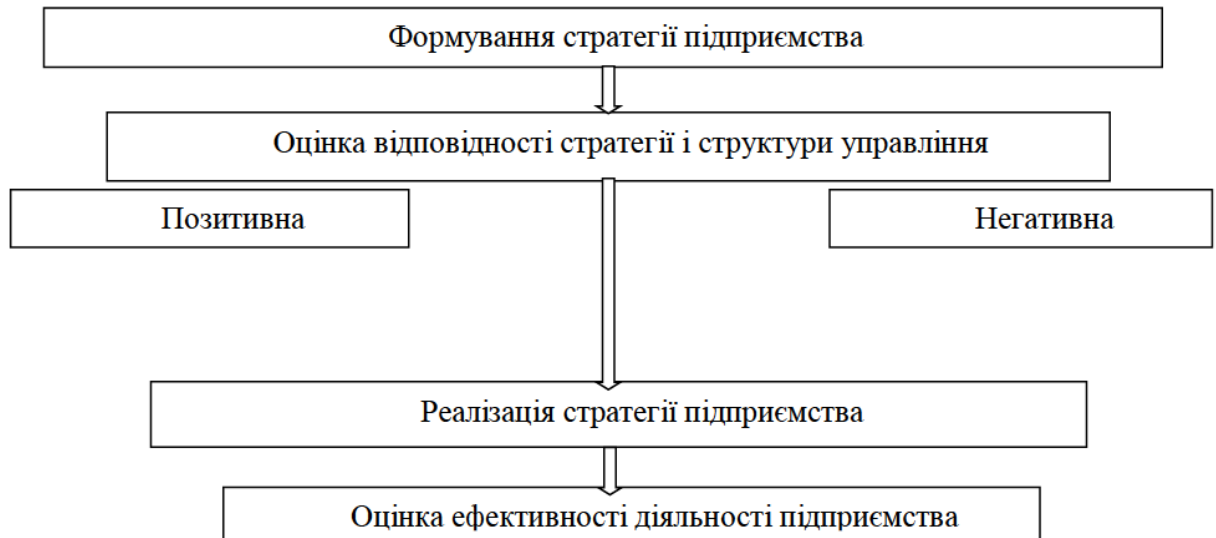 Формування стратегії підприємства
Оцінка відповідності стратегії і структури управління
Позитивна
Негативна
Реалізація стратегії підприємства
Оцінка ефективності діяльності підприємства